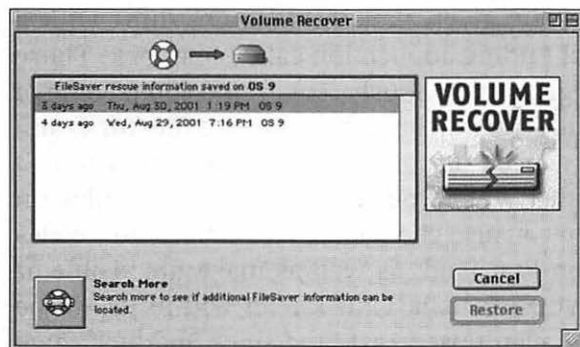 Volume Recover
FileSaver rescue information saved on OS 9
3 days ago Thu, Aug 30, 2001 1:19 PM OS 9
4 days ago Wed, Aug 29, 2001 7:16 PM OS 9
VOLUME
RECOVER
Search More
Search more to see if additional FileSaver information can be
located.
Cancel
Restore